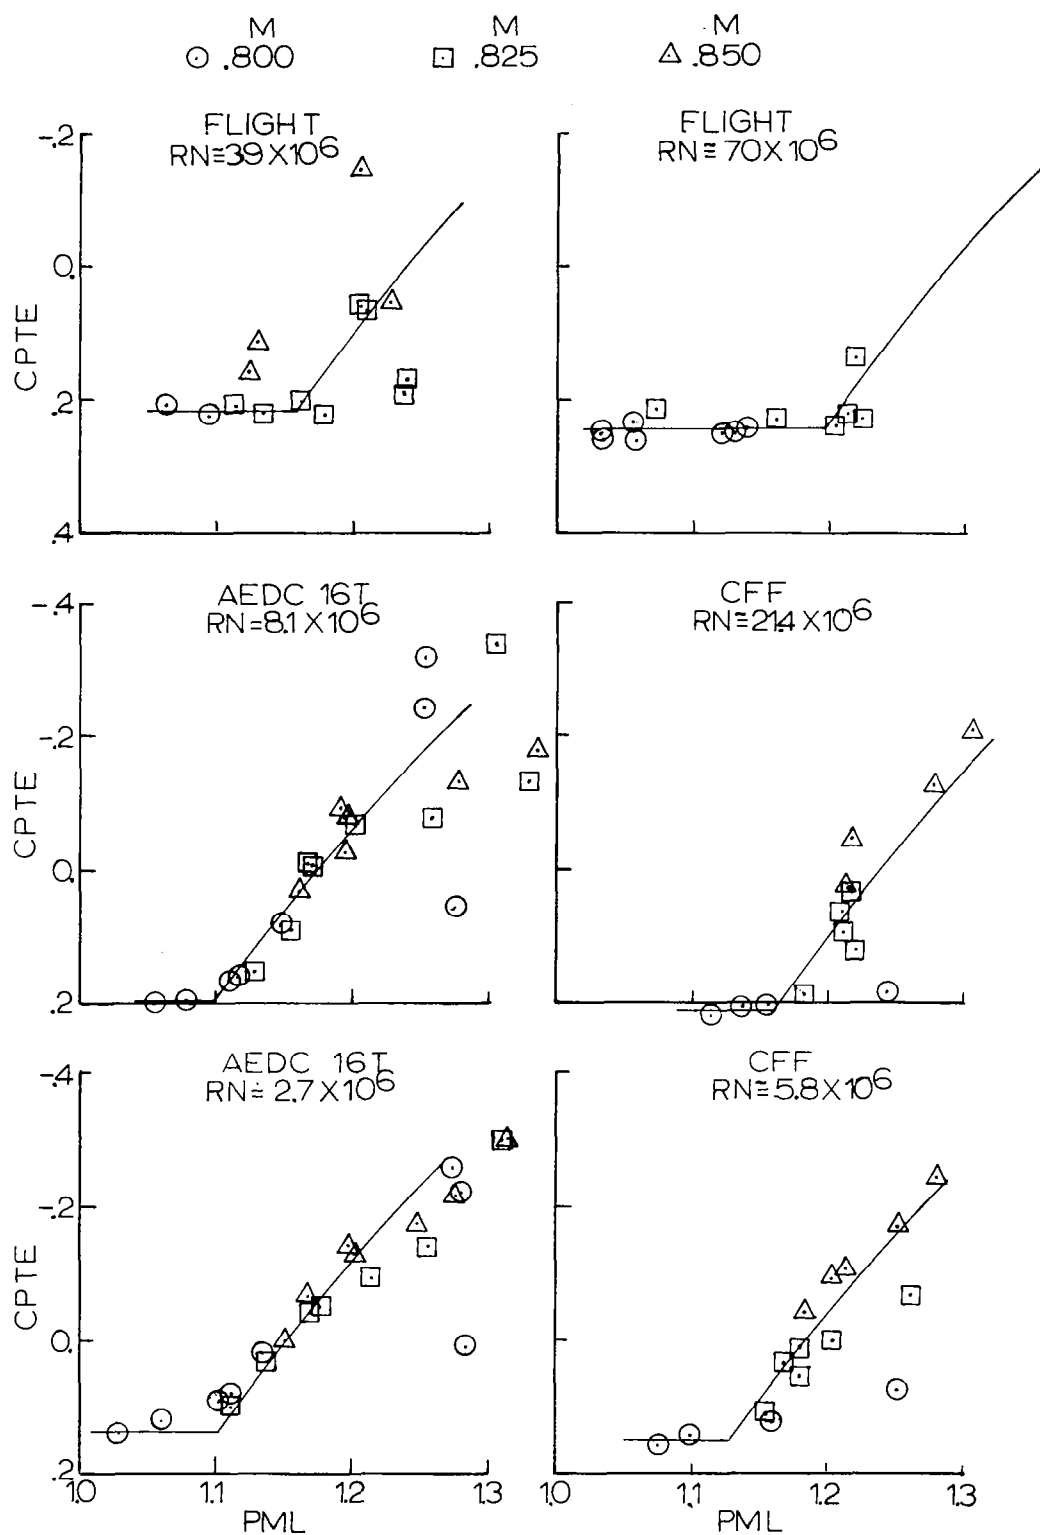 M M M
.800 .825 .850
FLIGHT
RN≅39X10⁶
FLIGHT
RN≅70X10⁶
-.2
0.
.2
.4
CPTE
AEDC 16T
RN=8.1X10⁶
CFF
RN≅21.4X10⁶
-.4
-.2
0.
.2
CPTE
AEDC 16T
RN≅2.7X10⁶
CFF
RN≅5.8X10⁶
-.4
-.2
0.
.2
CPTE
1.0 1.1 1.2 1.3 1.0 1.1 1.2 1.3
PML PML